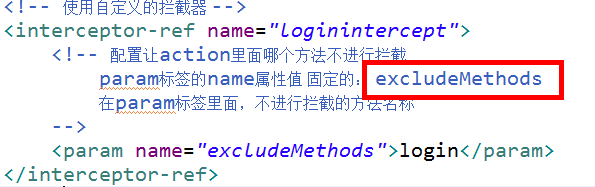 <!-- 使用自定义的拦截器 -->
<interceptor-ref name="loginintercept">
<!-- 配置让action里面哪个方法不进行拦截
param标签的name属性值 固定的: excludeMethods
在param标签里面，不进行拦截的方法名称
-->
<param name="excludeMethods">login</param>
</interceptor-ref>